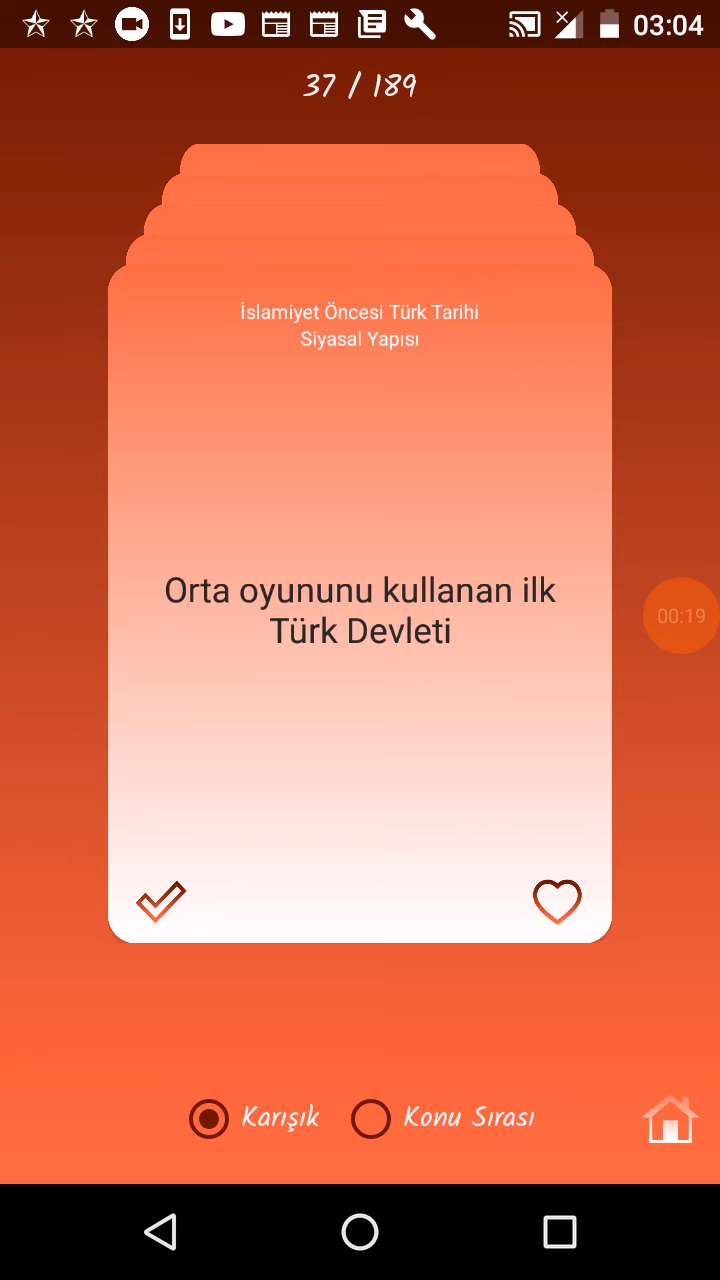 03:04
37 / 189
İslamiyet Öncesi Türk Tarihi
Siyasal Yapısı
Orta oyununu kullanan ilk
Türk Devleti
00:19
Karışık
Konu Sırası